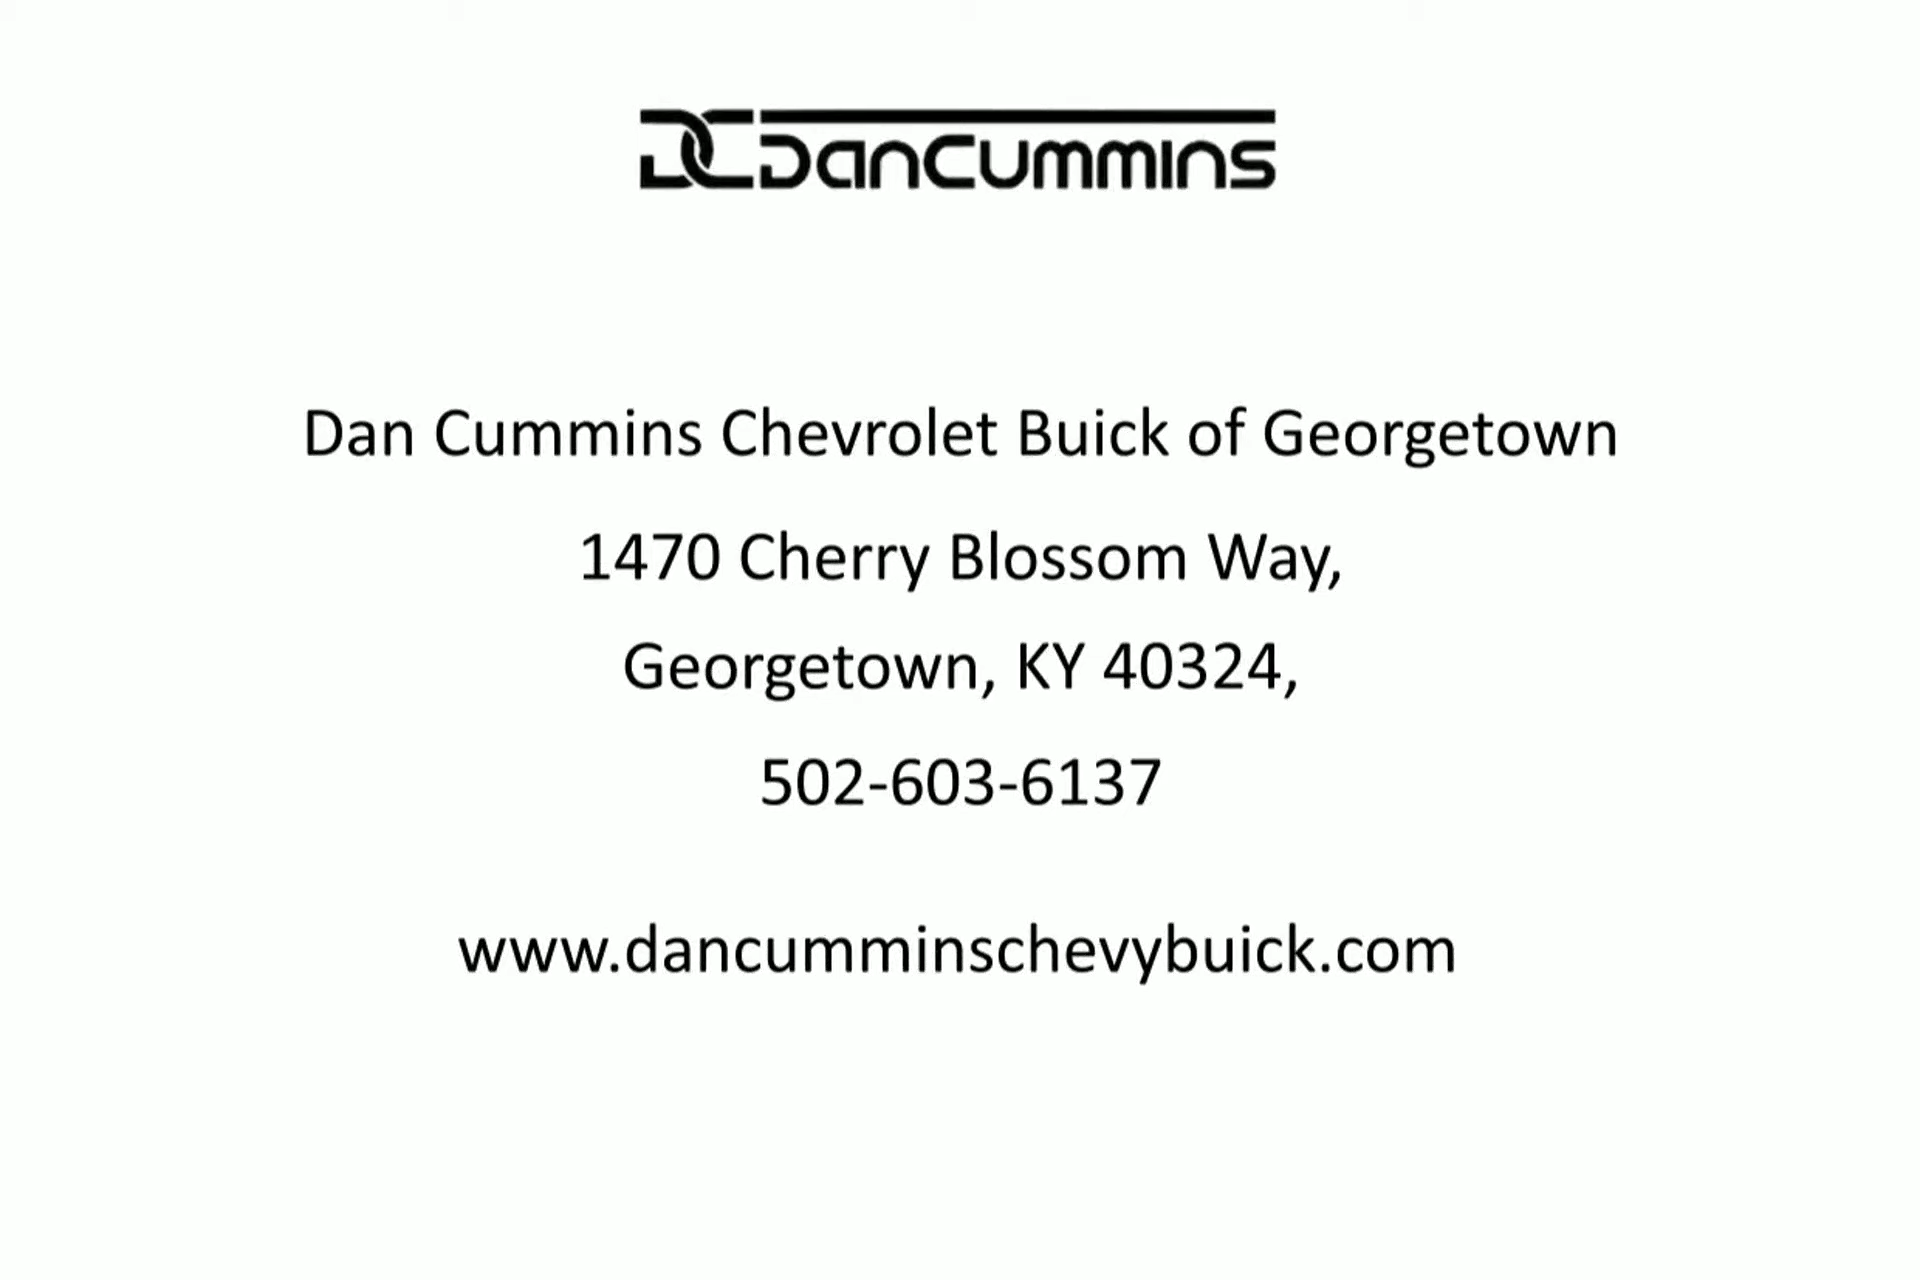 DC DanCummins
Dan Cummins Chevrolet Buick of Georgetown
1470 Cherry Blossom Way,
Georgetown, KY 40324,
502-603-6137
www.dancumminschevybuick.com